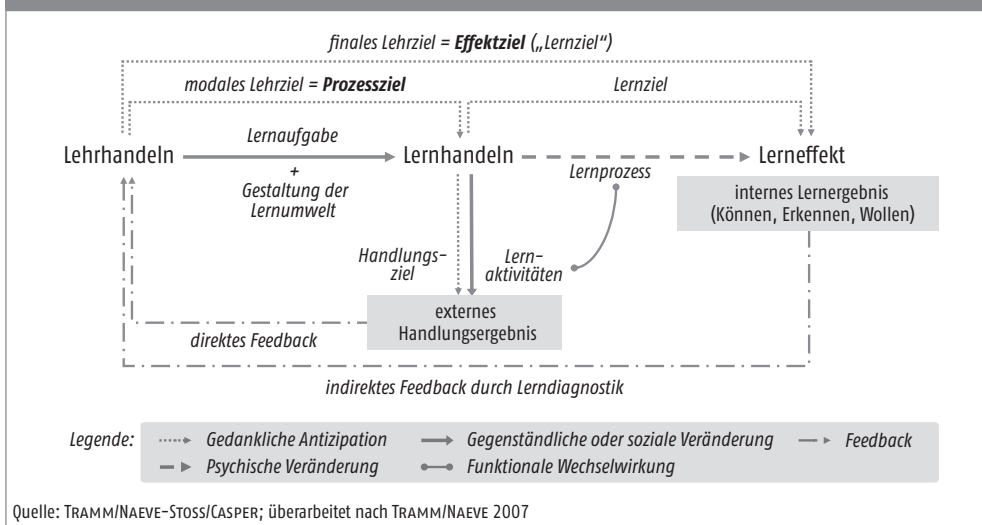 finales Lehrziel = Effektziel („Lernziel“)
modales Lehrziel = Prozessziel
Lernziel
Lehrhandeln
Lernaufgabe
+
Gestaltung der
Lernumwelt
Lernhandeln
Lernprozess
Lerneffekt
internes Lernergebnis
(Können, Erkennen, Wollen)
Handlungs-
ziel
Lern-
aktivitäten
externes
Handlungsergebnis
direktes Feedback
indirektes Feedback durch Lerndiagnostik
Legende:
Gedankliche Antizipation
Gegenständliche oder soziale Veränderung
Feedback
Psychische Veränderung
Funktionale Wechselwirkung
Quelle: TRAMM/NAEVE-STOSS/CASPER; überarbeitet nach TRAMM/NAEVE 2007